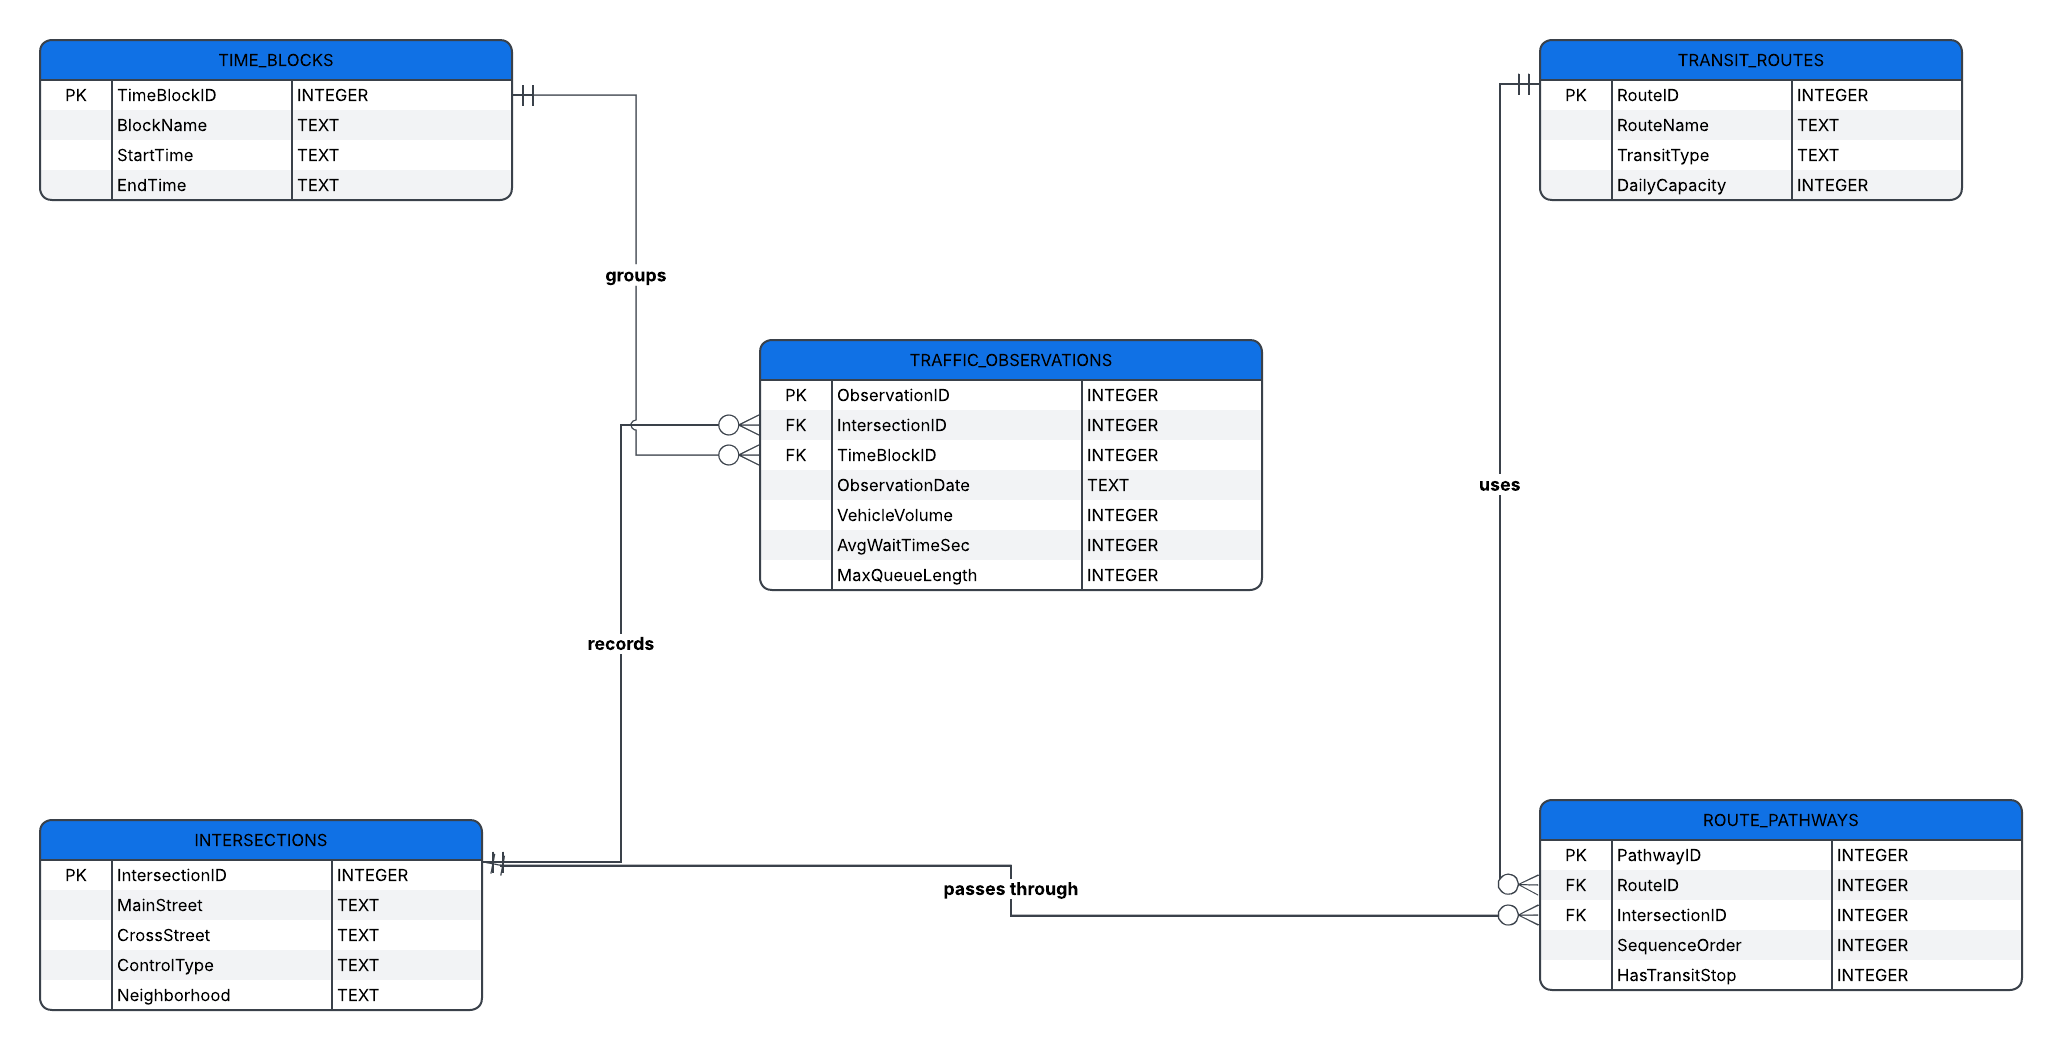 TIME_BLOCKS
PK TimeBlockID INTEGER
BlockName TEXT
StartTime TEXT
EndTime TEXT
TRANSIT_ROUTES
PK RouteID INTEGER
RouteName TEXT
TransitType TEXT
DailyCapacity INTEGER
groups
TRAFFIC_OBSERVATIONS
PK ObservationID INTEGER
FK IntersectionID INTEGER
FK TimeBlockID INTEGER
ObservationDate TEXT
VehicleVolume INTEGER
AvgWaitTimeSec INTEGER
MaxQueueLength INTEGER
uses
records
INTERSECTIONS
PK IntersectionID INTEGER
MainStreet TEXT
CrossStreet TEXT
ControlType TEXT
Neighborhood TEXT
passes through
ROUTE_PATHWAYS
PK PathwayID INTEGER
FK RouteID INTEGER
FK IntersectionID INTEGER
SequenceOrder INTEGER
HasTransitStop INTEGER